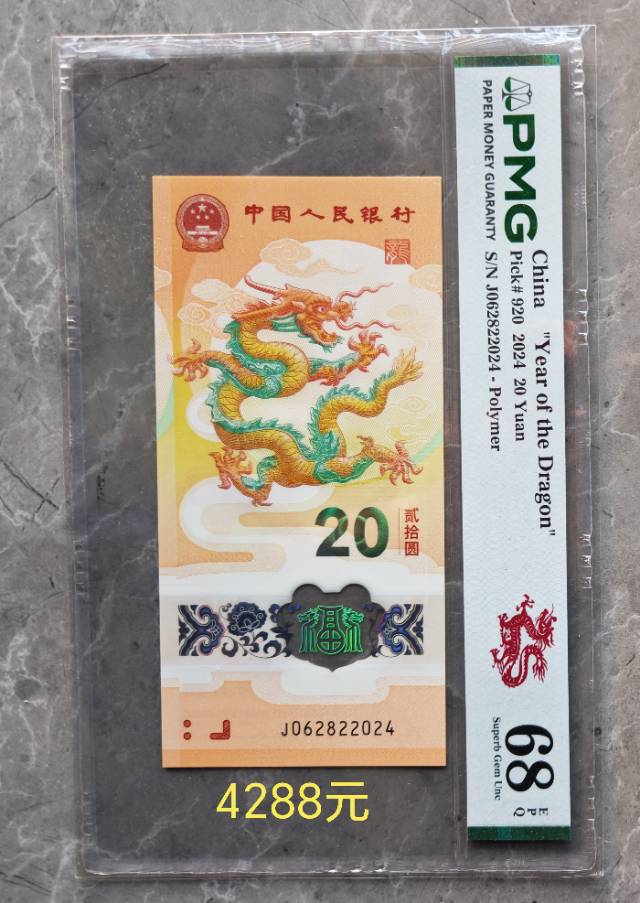 中国人民银行
20
贰拾圆
J062822024
4288元
PMG
PAPER MONEY GUARANTY
China "Year of the Dragon"
Pick# 920 2024 20 Yuan
S/N J062822024 - Polymer
68
EPQ
Superb Gem Unc